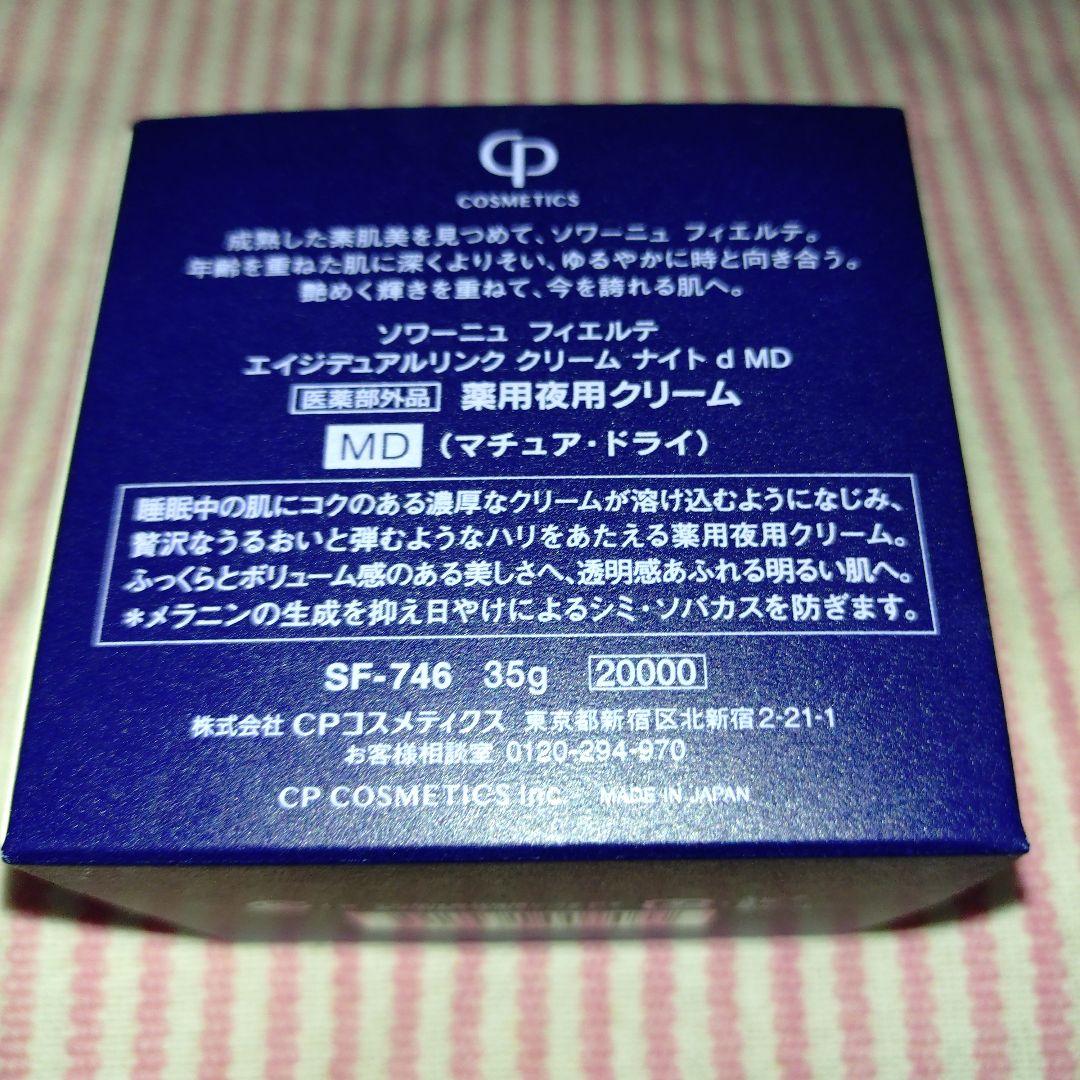 CP
COSMETICS
成熟した素肌美を見つめて、ソワーニュ フィエルテ。
年齢を重ねた肌に深くよりそい、ゆるやかに時と向き合う。
艶めく輝きを重ねて、今を誇れる肌へ。
ソワーニュ フィエルテ
エイジデュアルリンク クリーム ナイト d MD
医薬部外品 薬用夜用クリーム
MD (マチュア・ドライ)
睡眠中の肌にコクのある濃厚なクリームが溶け込むようになじみ、
贅沢なうるおいと弾むようなハリをあたえる薬用夜用クリーム。
ふっくらとボリューム感のある美しさへ、透明感あふれる明るい肌へ。
*メラニンの生成を抑え日やけによるシミ・ソバカスを防ぎます。
SF-746 35g 20000
株式会社 CPコスメティクス 東京都新宿区北新宿2-21-1
お客様相談室 0120-294-970
CP COSMETICS Inc. MADE IN JAPAN